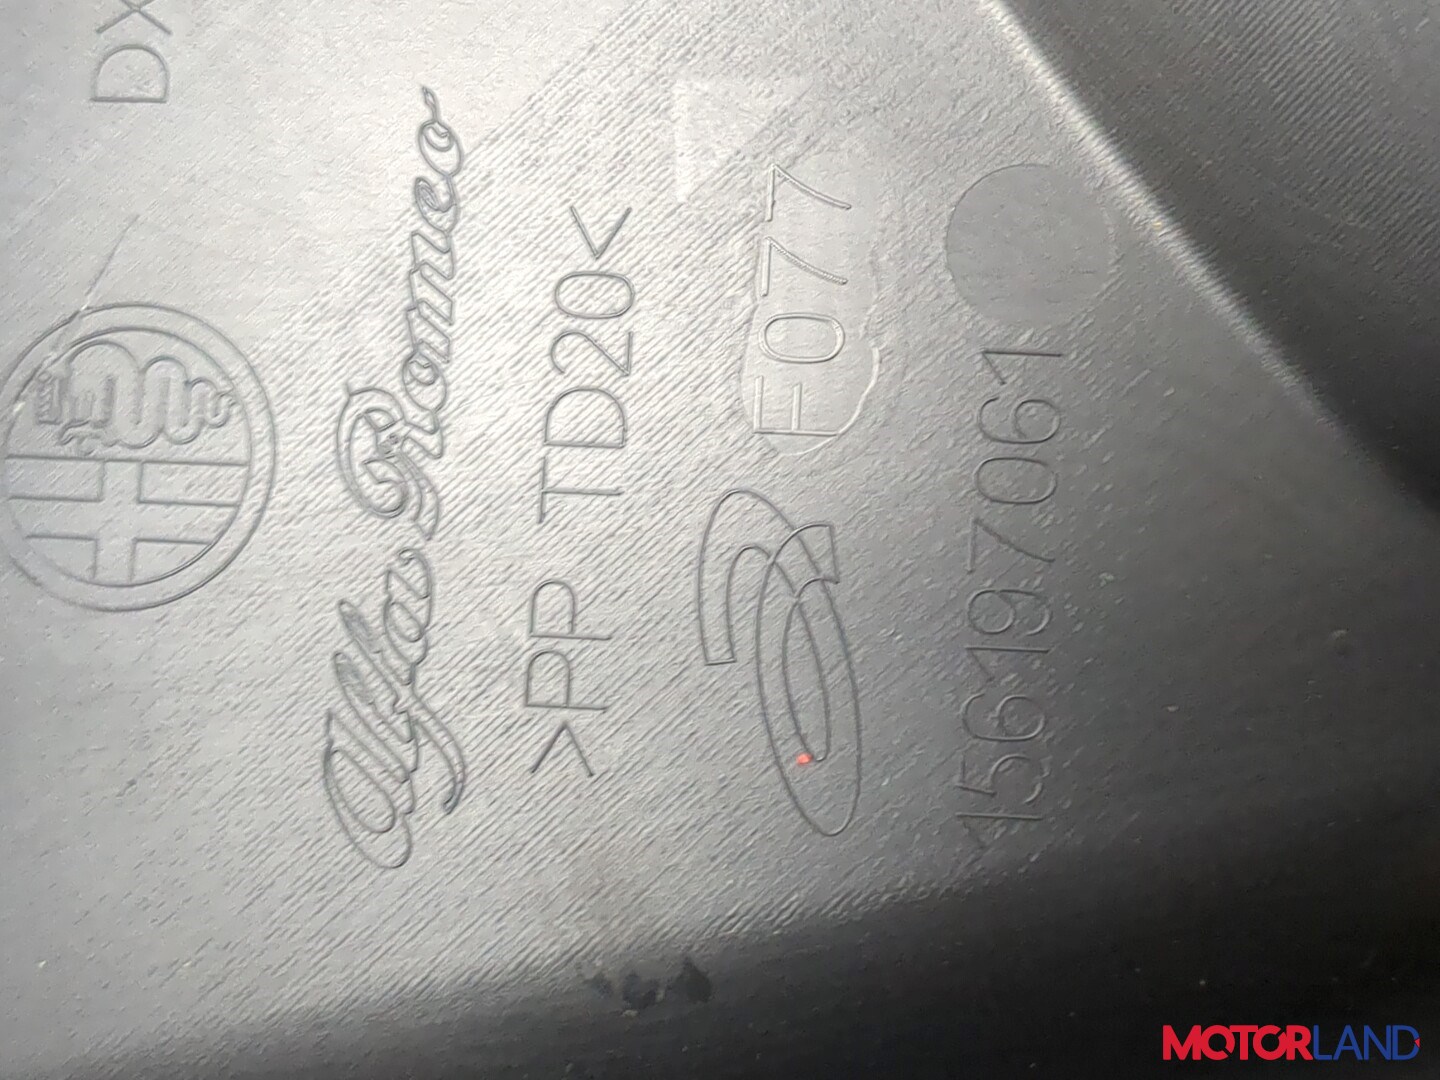 DX
Alfa Romeo
>PP TD20<
F077
156197061
MOTORLAND